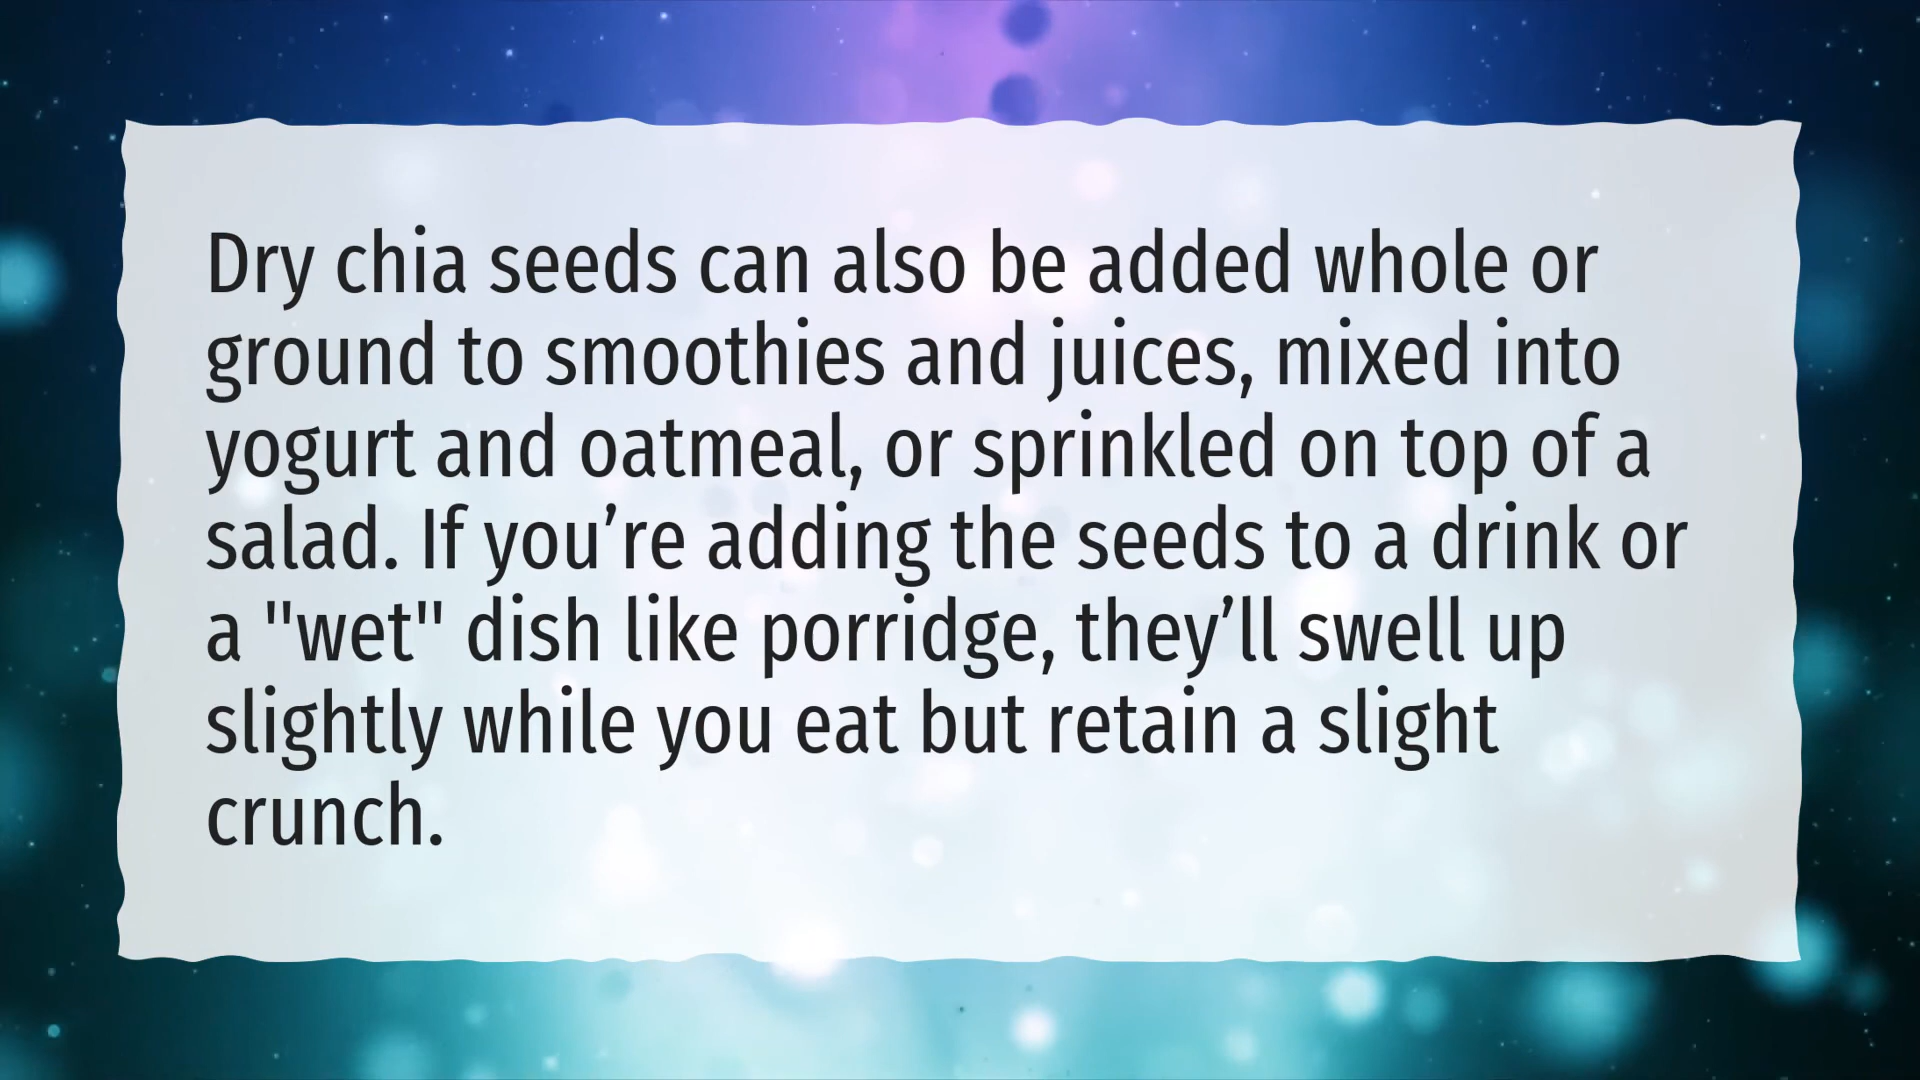 Dry chia seeds can also be added whole or
ground to smoothies and juices, mixed into
yogurt and oatmeal, or sprinkled on top of a
salad. If you’re adding the seeds to a drink or
a "wet" dish like porridge, they’ll swell up
slightly while you eat but retain a slight
crunch.